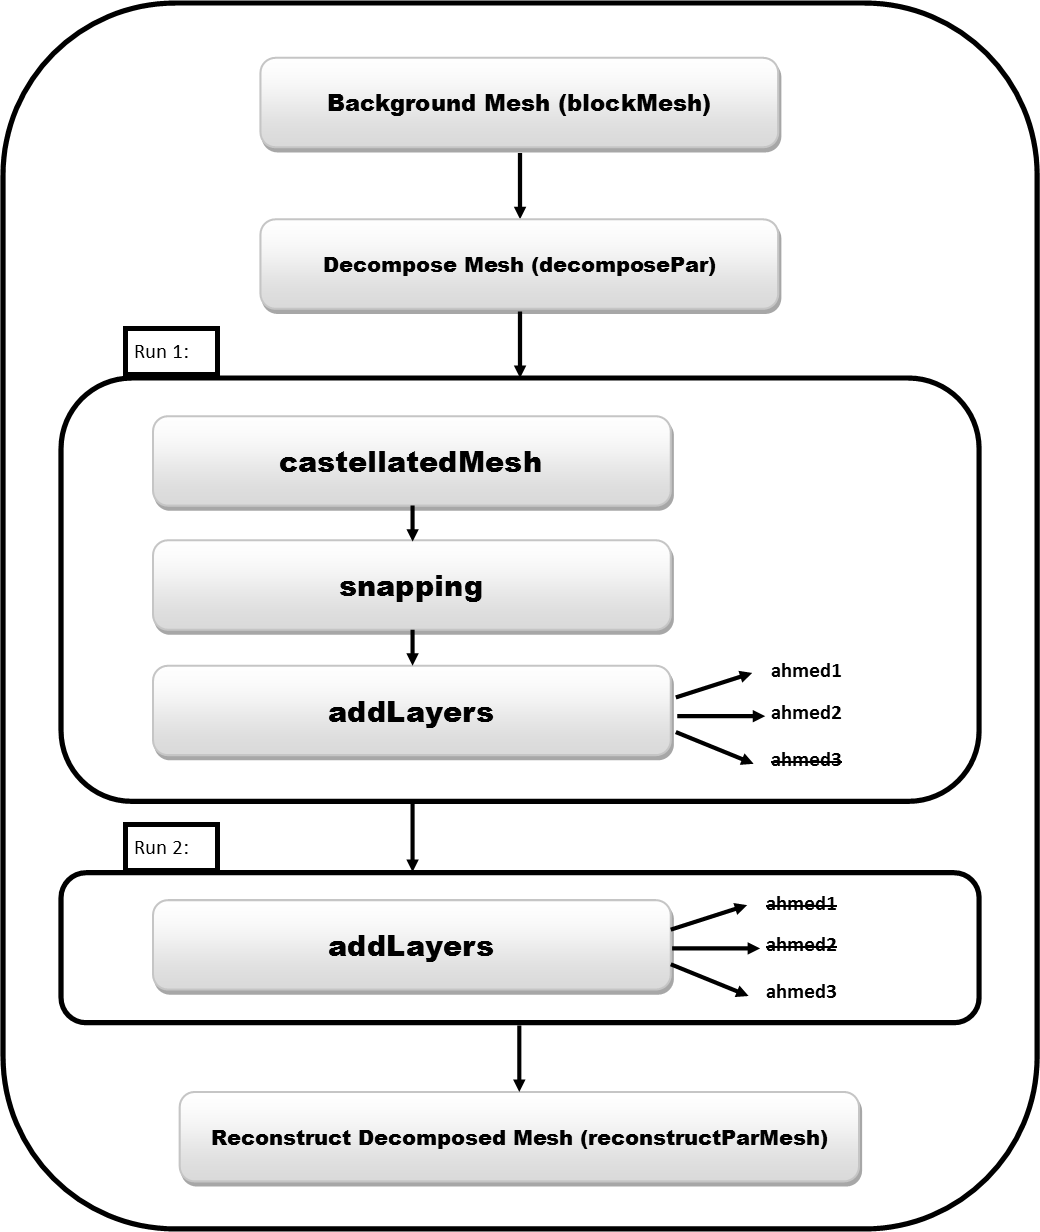 Background Mesh (blockMesh)
Decompose Mesh (decomposePar)
Run 1:
castellatedMesh
snapping
addLayers
ahmed1
ahmed2
ahmed3
Run 2:
addLayers
ahmed1
ahmed2
ahmed3
Reconstruct Decomposed Mesh (reconstructParMesh)